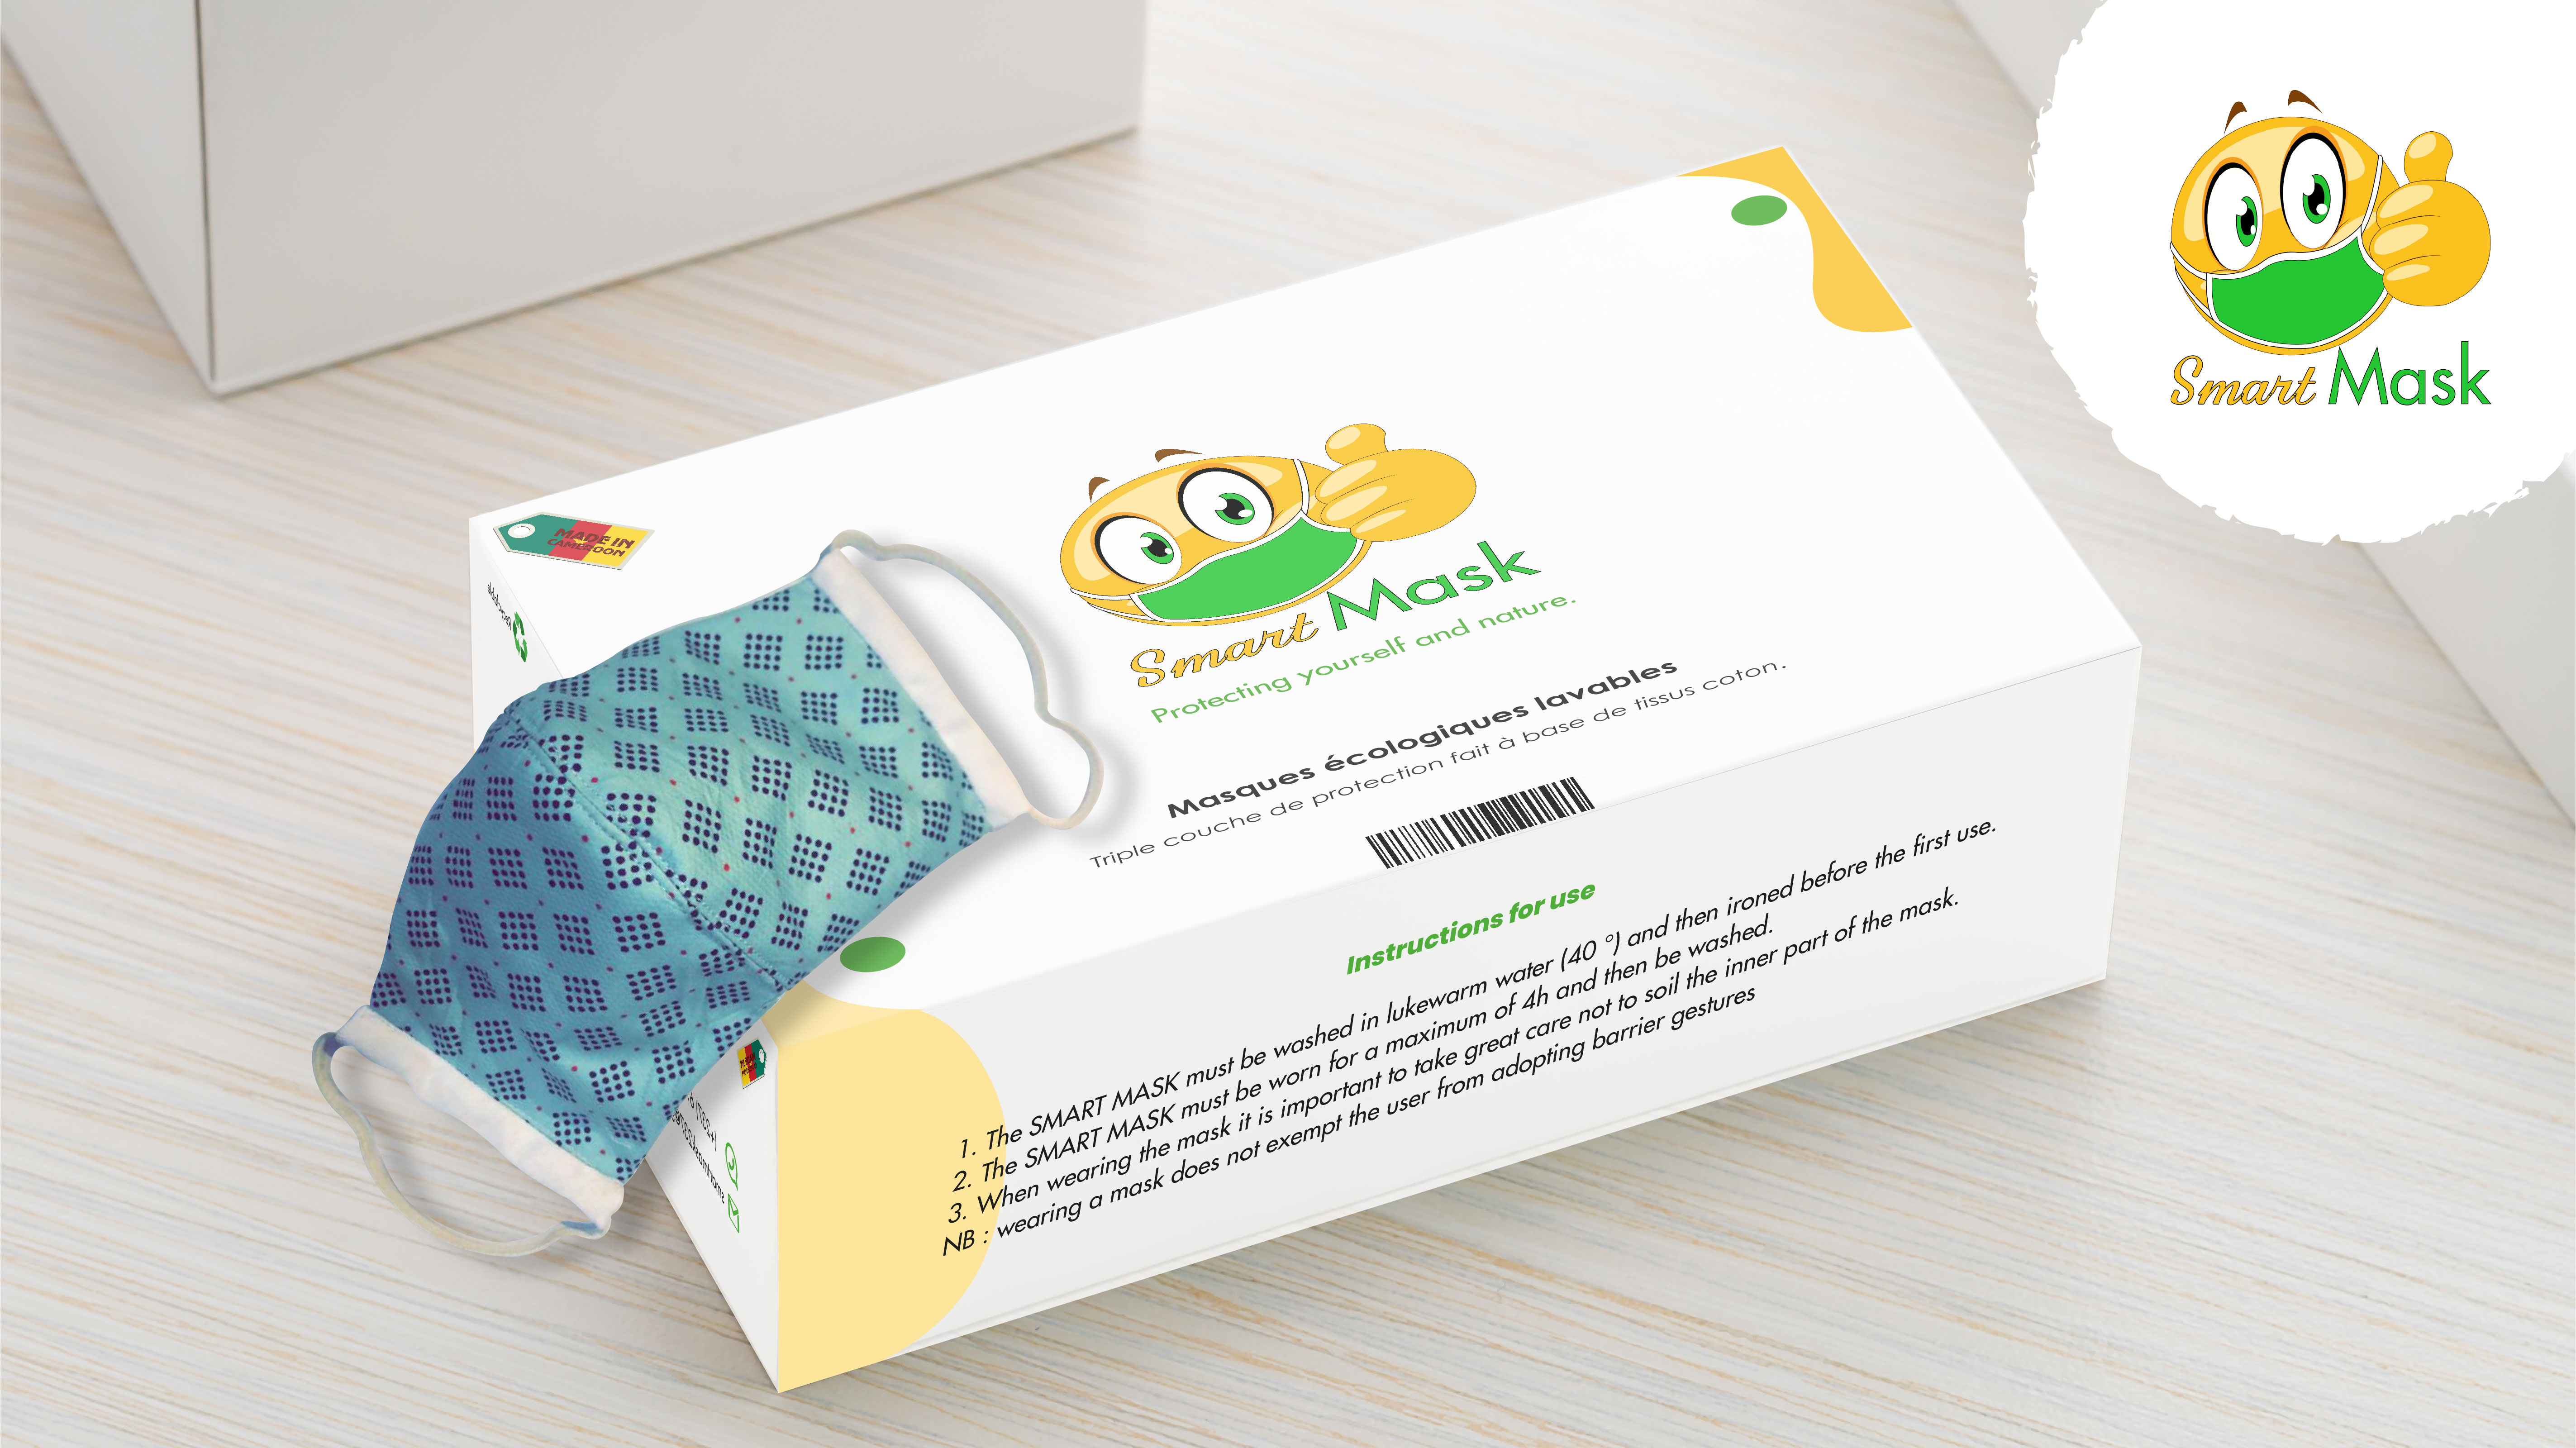 Smart Mask
MADE IN
CAMEROON
Recyclable
Smart Mask
Protecting yourself and nature.
Masques écologiques lavables
Triple couche de protection fait à base de tissus coton.
Instructions for use
1. The SMART MASK must be washed in lukewarm water (40 °) and then ironed before the first use.
2. The SMART MASK must be worn for a maximum of 4h and then be washed.
3. When wearing the mask it is important to take great care not to soil the inner part of the mask.
NB : wearing a mask does not exempt the user from adopting barrier gestures